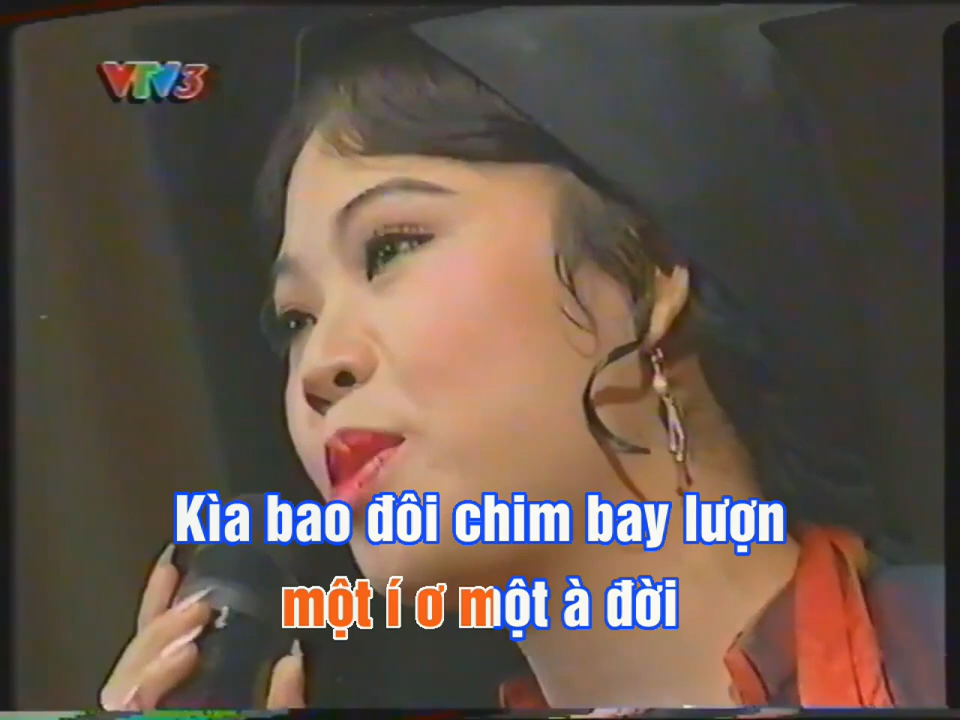 VTV3
Kìa bao đôi chim bay lượn
một í ơ một à đời